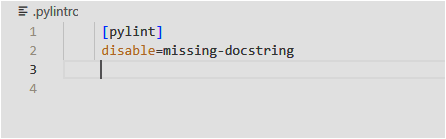 .pylintrc
1 [pylint]
2 disable=missing-docstring
3
4